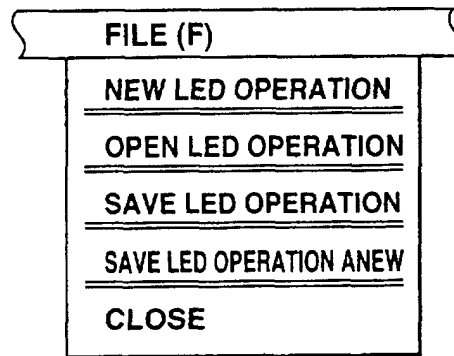 FILE (F)
NEW LED OPERATION
OPEN LED OPERATION
SAVE LED OPERATION
SAVE LED OPERATION ANEW
CLOSE